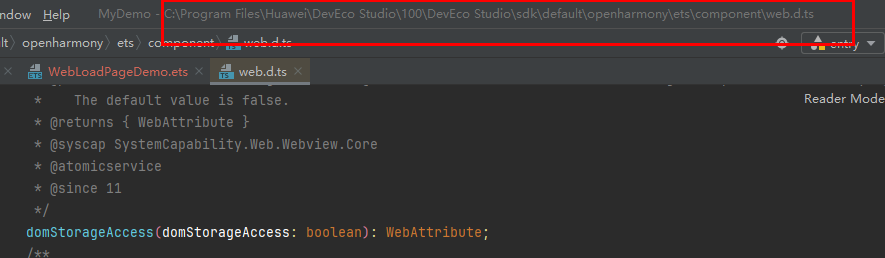 ndow Help MyDemo - C:\Program Files\Huawei\DevEco Studio\100\DevEco Studio\sdk\default\openharmony\ets\component\web.d.ts
lt 〉 openharmony 〉 ets 〉 component 〉 web.d.ts entry
WebLoadPageDemo.ets × web.d.ts ×
Reader Mode
* The default value is false.
* @returns { WebAttribute }
* @syscap SystemCapability.Web.Webview.Core
* @atomicservice
* @since 11
*/
domStorageAccess(domStorageAccess: boolean): WebAttribute;
/**